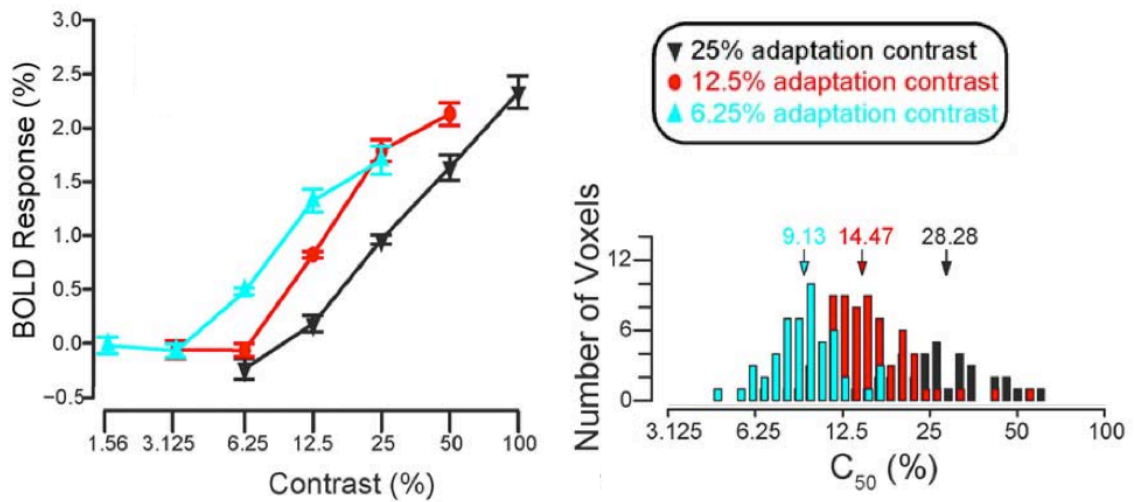 3.0
2.5
2.0
1.5
1.0
0.5
0.0
−0.5
BOLD Response (%)
1.56 3.125 6.25 12.5 25 50 100
Contrast (%)
25% adaptation contrast
12.5% adaptation contrast
6.25% adaptation contrast
9.13 14.47 28.28
12
6
0
Number of Voxels
3.125 6.25 12.5 25 50 100
C50 (%)